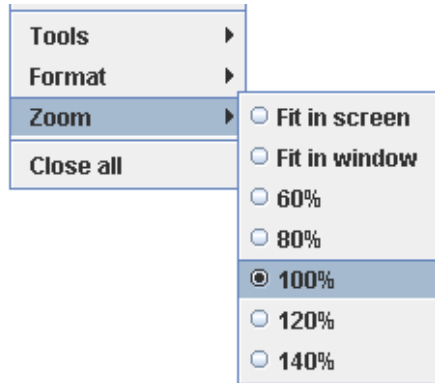 Tools
Format
Zoom
Close all
Fit in screen
Fit in window
60%
80%
100%
120%
140%